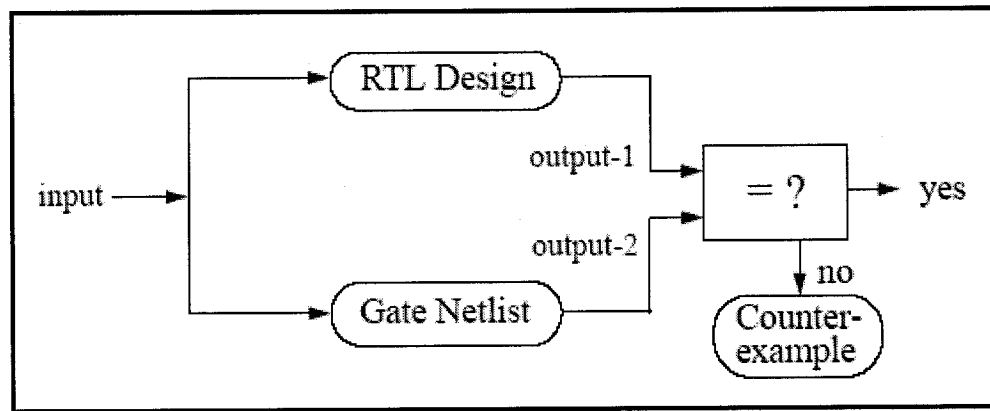 RTL Design
output-1
input
= ?
yes
output-2
no
Gate Netlist
Counter-
example